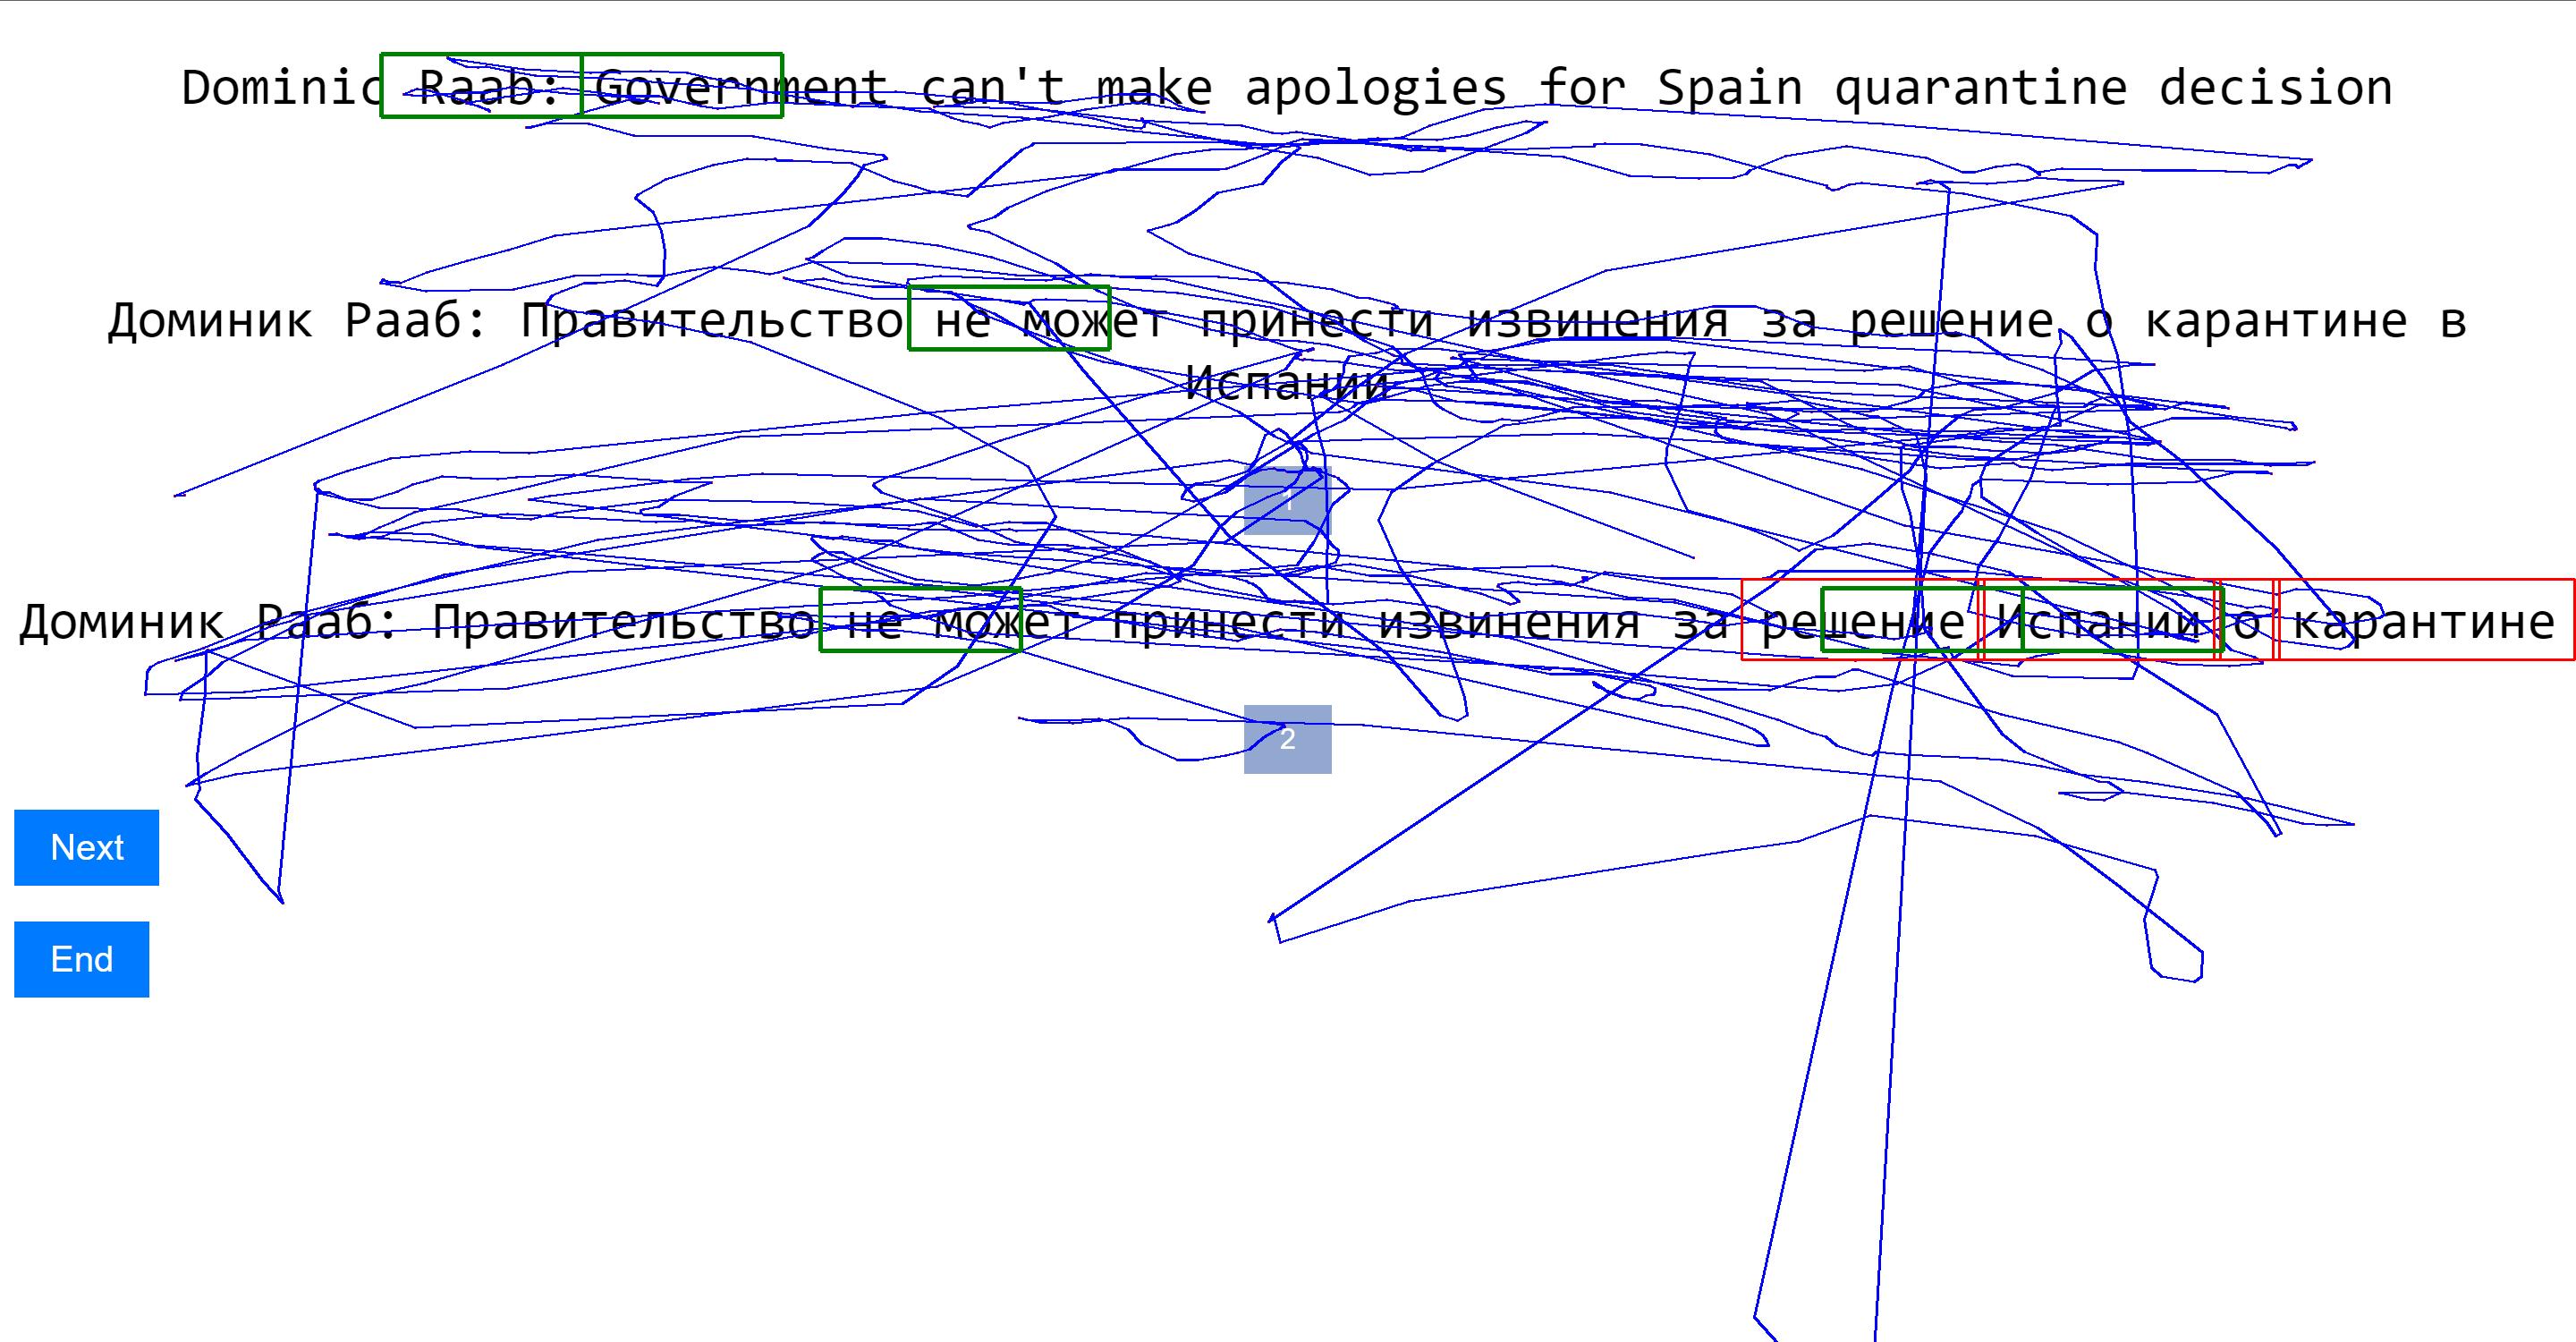 Dominic Raab: Government can't make apologies for Spain quarantine decision
Доминик Рааб: Правительство не может принести извинения за решение о карантине в
Испании
1
Доминик Рааб: Правительство не может принести извинения за решение Испании о карантине
2
Next
End